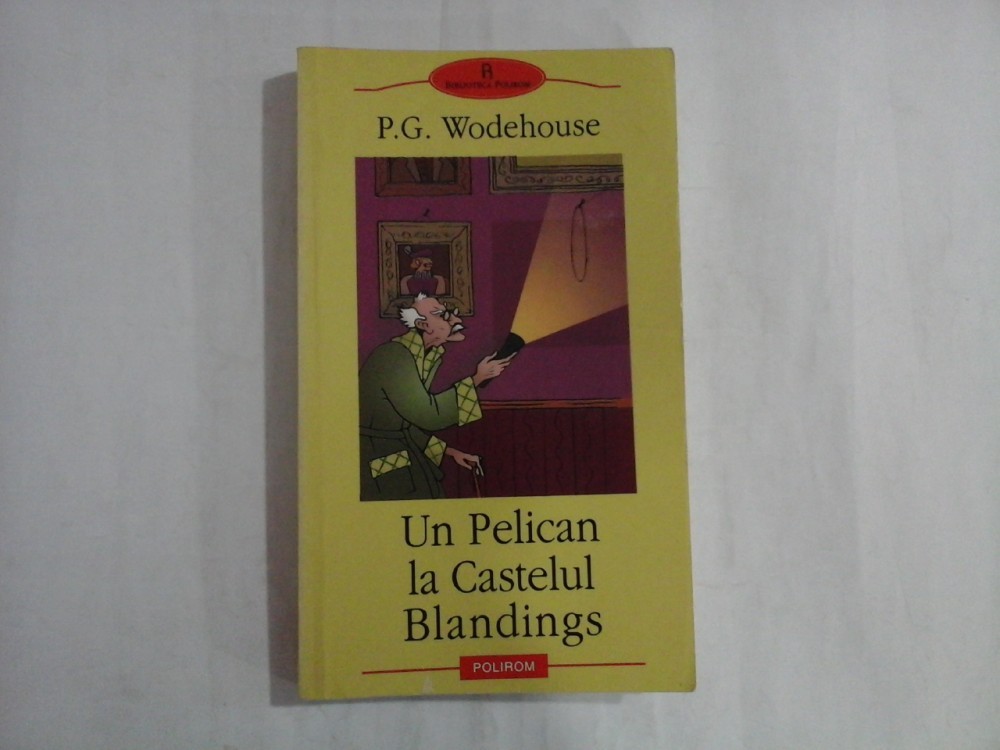 BIBLIOTECA POLIROM
P.G. Wodehouse
Un Pelican
la Castelul
Blandings
POLIROM